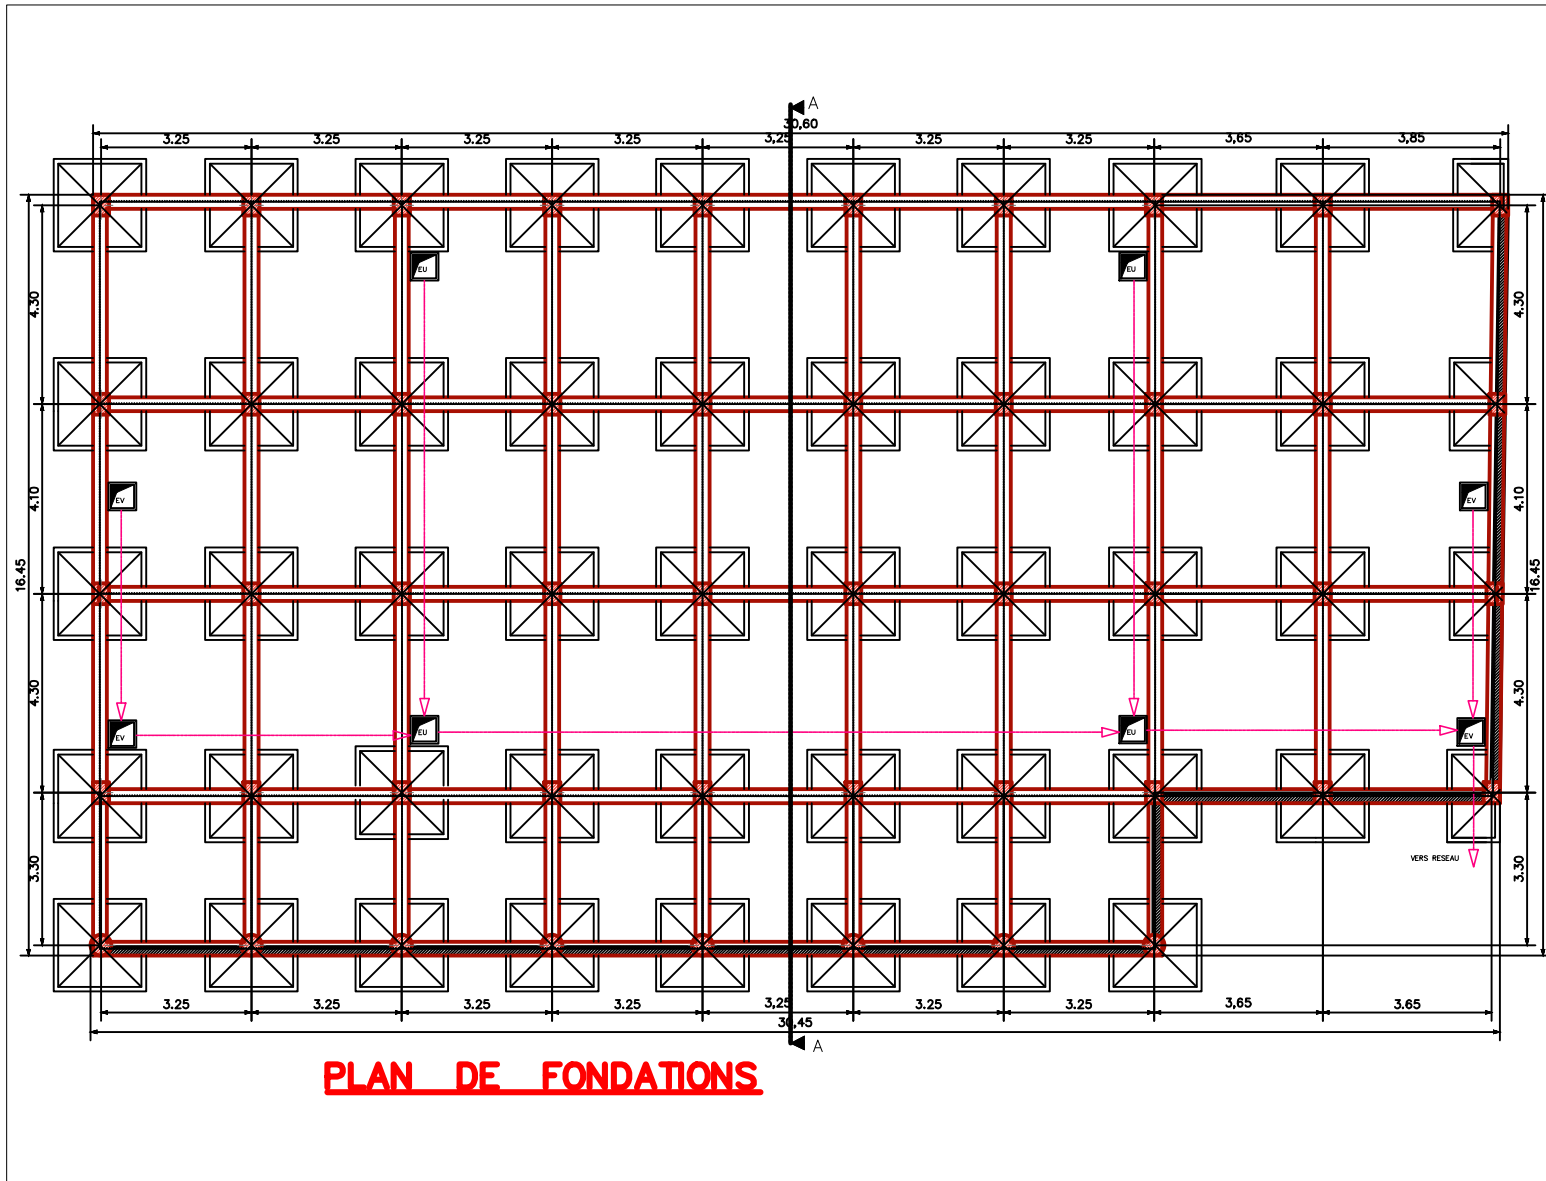 A
30,60
3.25 3.25 3.25 3.25 3,25 3.25 3.25 3,65 3,85
EU EU
4.30 4.30
EV EV
4.10 4.10
16.45 16.45
4.30 4.30
EV EU EU EV
VERS RESEAU
3.30 3.30
3.25 3.25 3.25 3.25 3,25 3.25 3.25 3,65 3.65
30,45
A
PLAN DE FONDATIONS